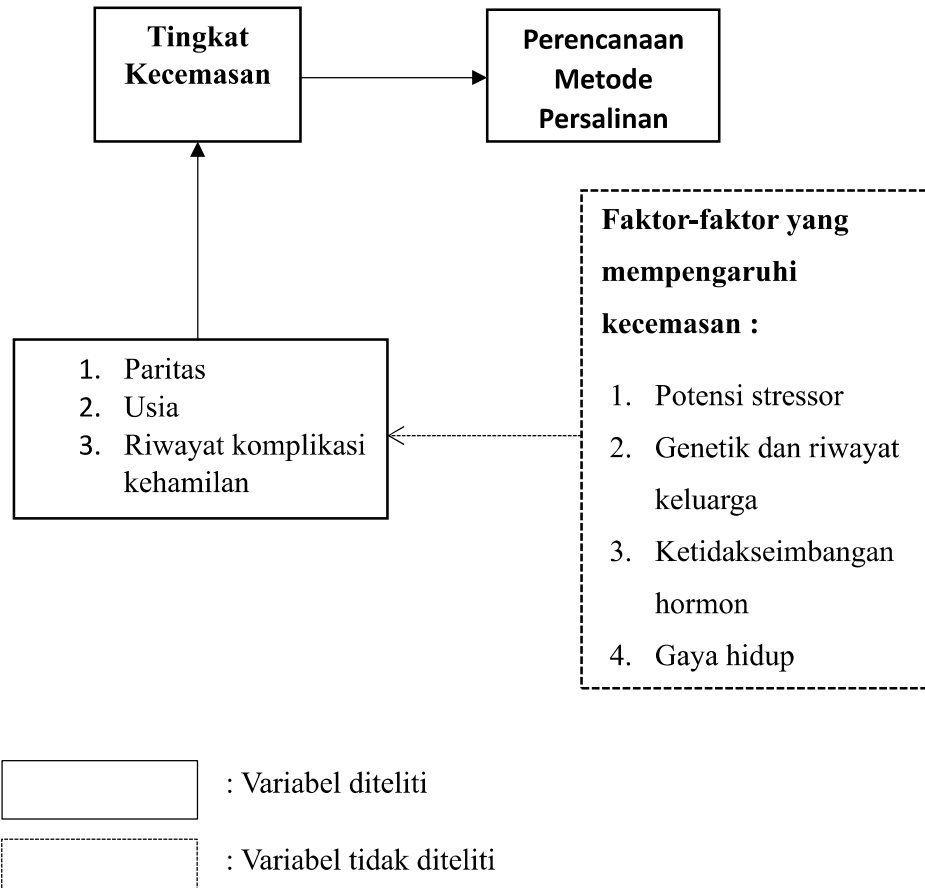 Tingkat
Kecemasan
Perencanaan
Metode
Persalinan
Faktor-faktor yang
mempengaruhi
kecemasan :
1. Potensi stressor
2. Genetik dan riwayat
keluarga
3. Ketidakseimbangan
hormon
4. Gaya hidup
1. Paritas
2. Usia
3. Riwayat komplikasi
kehamilan
: Variabel diteliti
: Variabel tidak diteliti